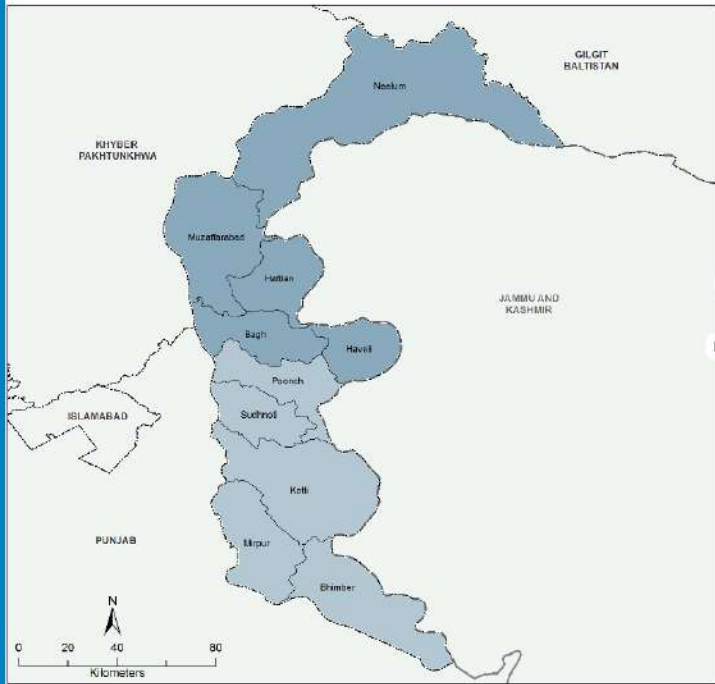 GILGIT
BALTISTAN
Neelum
KHYBER
PAKHTUNKHWA
Muzaffarabad
Hattian
JAMMU AND
KASHMIR
Bagh
Haveli
Poonch
ISLAMABAD
Sudhnoti
Kotli
PUNJAB
Mirpur
Bhimber
N
0 20 40 80
Kilometers